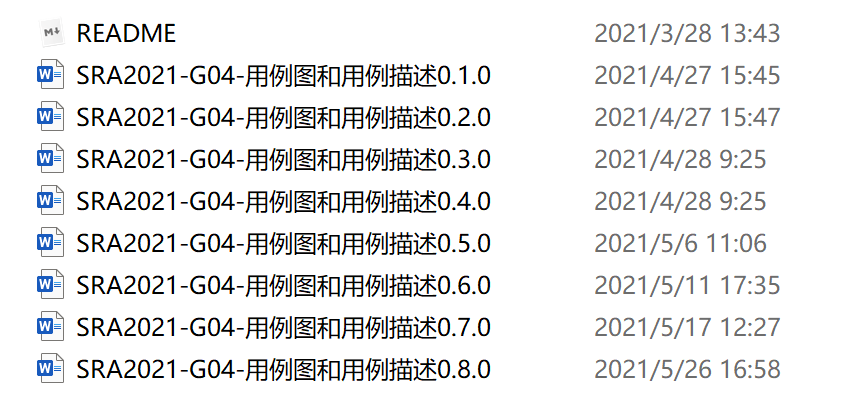 M↓ README 2021/3/28 13:43
W SRA2021-G04-用例图和用例描述0.1.0 2021/4/27 15:45
W SRA2021-G04-用例图和用例描述0.2.0 2021/4/27 15:47
W SRA2021-G04-用例图和用例描述0.3.0 2021/4/28 9:25
W SRA2021-G04-用例图和用例描述0.4.0 2021/4/28 9:25
W SRA2021-G04-用例图和用例描述0.5.0 2021/5/6 11:06
W SRA2021-G04-用例图和用例描述0.6.0 2021/5/11 17:35
W SRA2021-G04-用例图和用例描述0.7.0 2021/5/17 12:27
W SRA2021-G04-用例图和用例描述0.8.0 2021/5/26 16:58